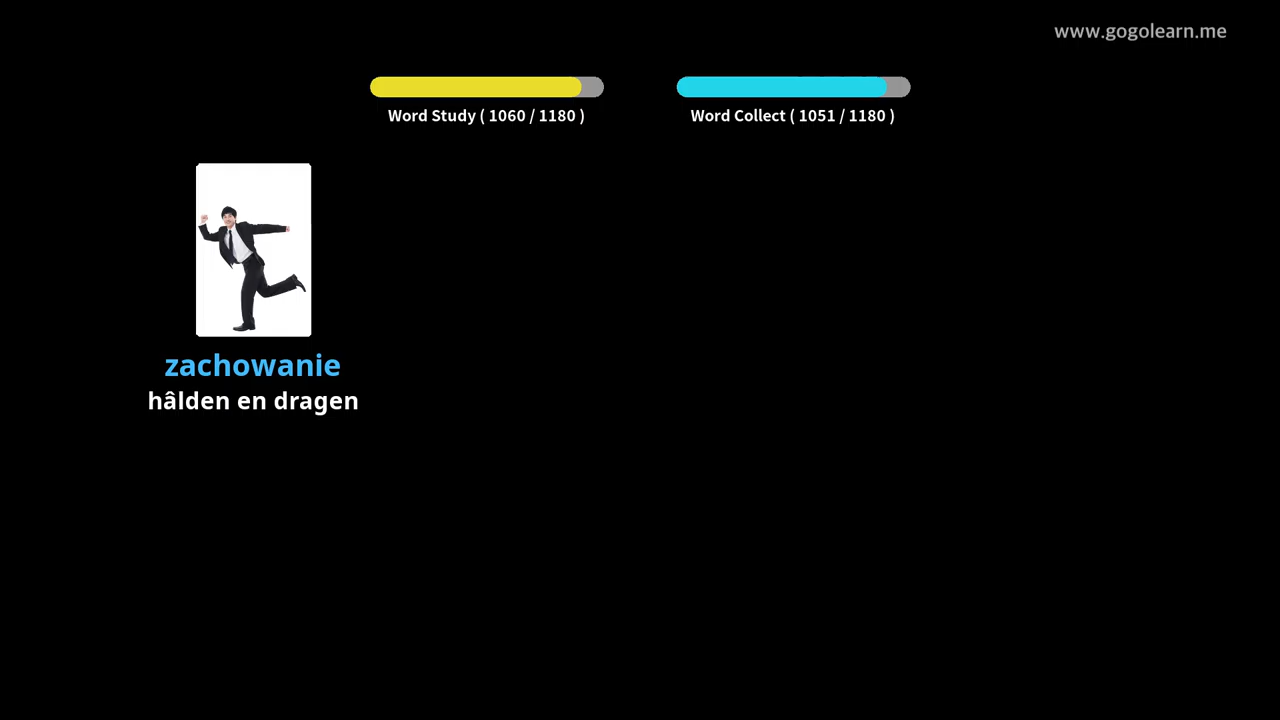 www.gogolearn.me
Word Study ( 1060 / 1180 )
Word Collect ( 1051 / 1180 )
zachowanie
hâlden en dragen